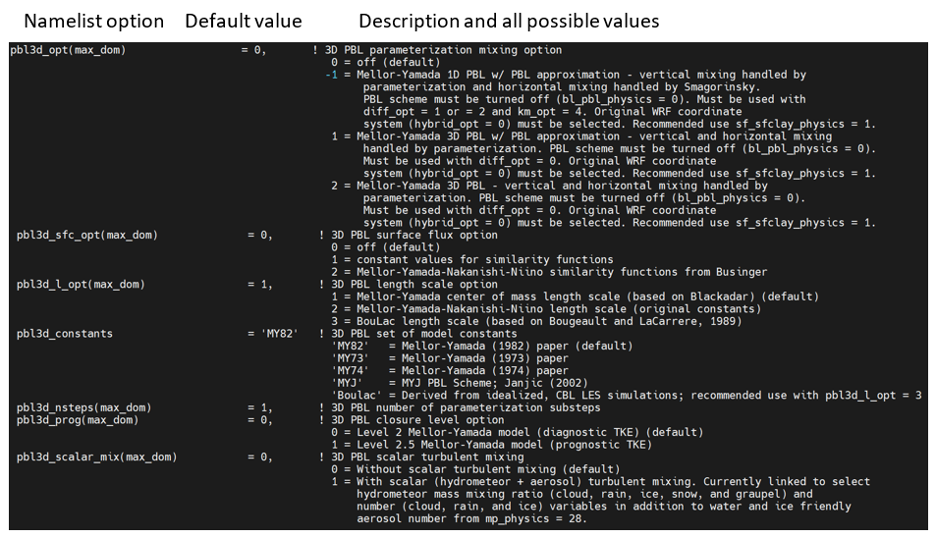 Namelist option Default value Description and all possible values
pbl3d_opt(max_dom) = 0, ! 3D PBL parameterization mixing option
0 = off (default)
-1 = Mellor-Yamada 1D PBL w/ PBL approximation - vertical mixing handled by
parameterization and horizontal mixing handled by Smagorinsky.
PBL scheme must be turned off (bl_pbl_physics = 0). Must be used with
diff_opt = 1 or = 2 and km_opt = 4. Original WRF coordinate
system (hybrid_opt = 0) must be selected. Recommended use sf_sfclay_physics = 1.
1 = Mellor-Yamada 3D PBL w/ PBL approximation - vertical and horizontal mixing
handled by parameterization. PBL scheme must be turned off (bl_pbl_physics = 0).
Must be used with diff_opt = 0. Original WRF coordinate
system (hybrid_opt = 0) must be selected. Recommended use sf_sfclay_physics = 1.
2 = Mellor-Yamada 3D PBL - vertical and horizontal mixing handled by
parameterization. PBL scheme must be turned off (bl_pbl_physics = 0).
Must be used with diff_opt = 0. Original WRF coordinate
system (hybrid_opt = 0) must be selected. Recommended use sf_sfclay_physics = 1.
pbl3d_sfc_opt(max_dom) = 0, ! 3D PBL surface flux option
0 = off (default)
1 = constant values for similarity functions
2 = Mellor-Yamada-Nakanishi-Niino similarity functions from Businger
pbl3d_l_opt(max_dom) = 1, ! 3D PBL length scale option
1 = Mellor-Yamada center of mass length scale (based on Blackadar) (default)
2 = Mellor-Yamada-Nakanishi-Niino length scale (original constants)
3 = BouLac length scale (based on Bougeault and LaCarrere, 1989)
pbl3d_constants = 'MY82' ! 3D PBL set of model constants
'MY82' = Mellor-Yamada (1982) paper (default)
'MY73' = Mellor-Yamada (1973) paper
'MY74' = Mellor-Yamada (1974) paper
'MYJ' = MYJ PBL Scheme; Janjic (2002)
'Boulac' = Derived from idealized, CBL LES simulations; recommended use with pbl3d_l_opt = 3
pbl3d_nsteps(max_dom) = 1, ! 3D PBL number of parameterization substeps
pbl3d_prog(max_dom) = 0, ! 3D PBL closure level option
0 = Level 2 Mellor-Yamada model (diagnostic TKE) (default)
1 = Level 2.5 Mellor-Yamada model (prognostic TKE)
pbl3d_scalar_mix(max_dom) = 0, ! 3D PBL scalar turbulent mixing
0 = Without scalar turbulent mixing (default)
1 = With scalar (hydrometeor + aerosol) turbulent mixing. Currently linked to select
hydrometeor mass mixing ratio (cloud, rain, ice, snow, and graupel) and
number (cloud, rain, and ice) variables in addition to water and ice friendly
aerosol number from mp_physics = 28.